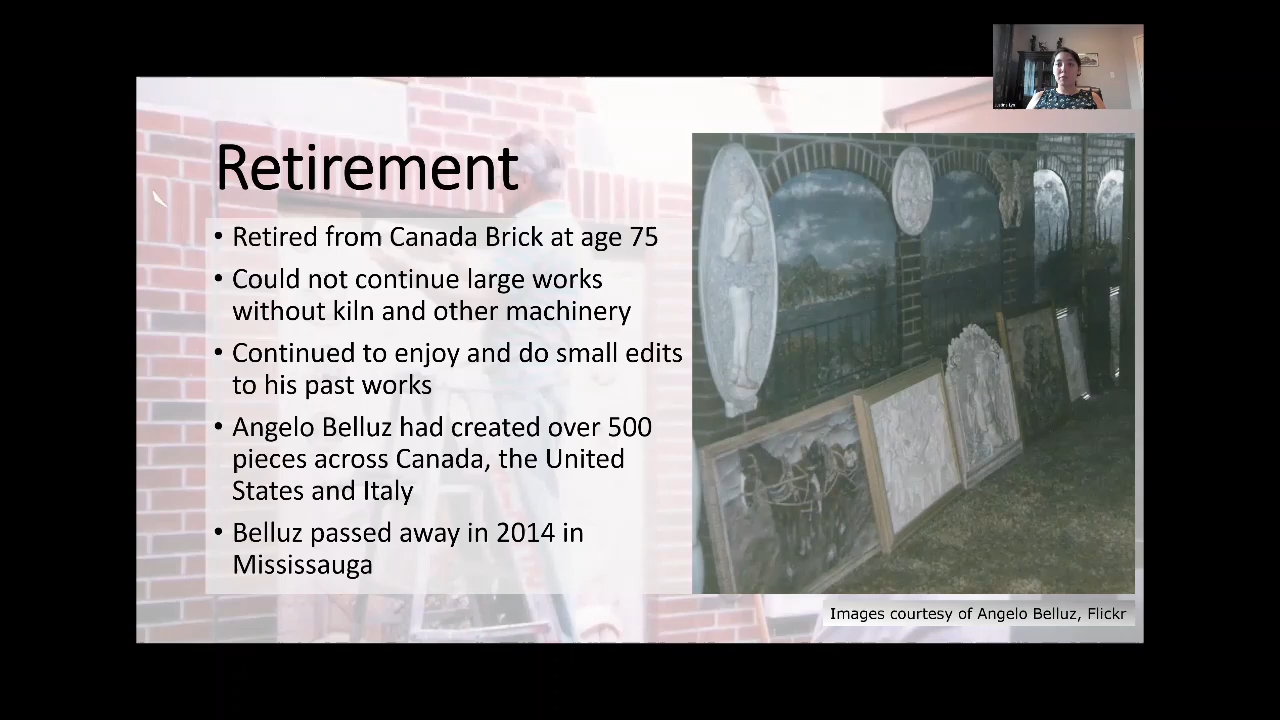 Retirement
• Retired from Canada Brick at age 75
• Could not continue large works
without kiln and other machinery
• Continued to enjoy and do small edits
to his past works
• Angelo Belluz had created over 500
pieces across Canada, the United
States and Italy
• Belluz passed away in 2014 in
Mississauga
Images courtesy of Angelo Belluz, Flickr